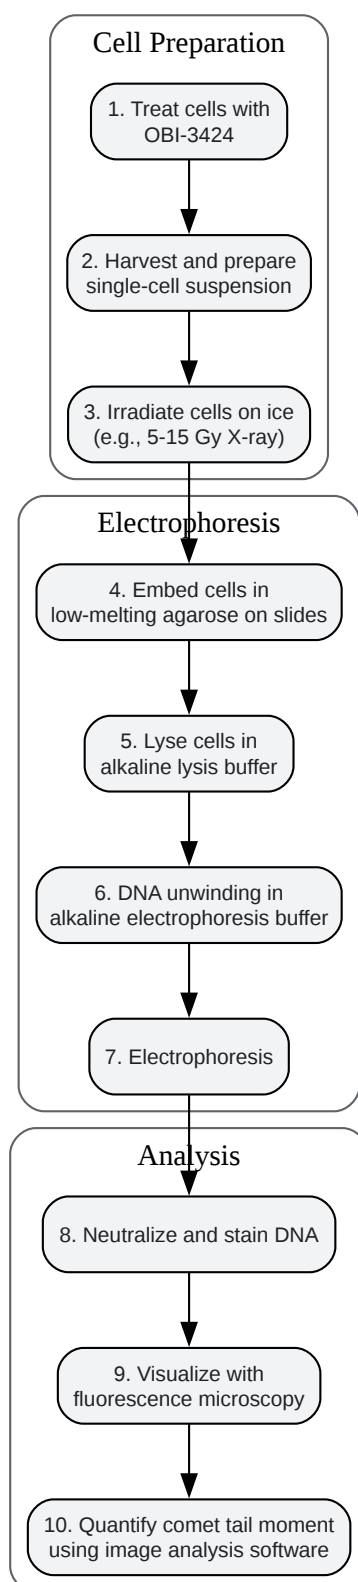 Cell Preparation
1. Treat cells with
OBI-3424
2. Harvest and prepare
single-cell suspension
3. Irradiate cells on ice
(e.g., 5-15 Gy X-ray)
Electrophoresis
4. Embed cells in
low-melting agarose on slides
5. Lyse cells in
alkaline lysis buffer
6. DNA unwinding in
alkaline electrophoresis buffer
7. Electrophoresis
Analysis
8. Neutralize and stain DNA
9. Visualize with
fluorescence microscopy
10. Quantify comet tail moment
using image analysis software